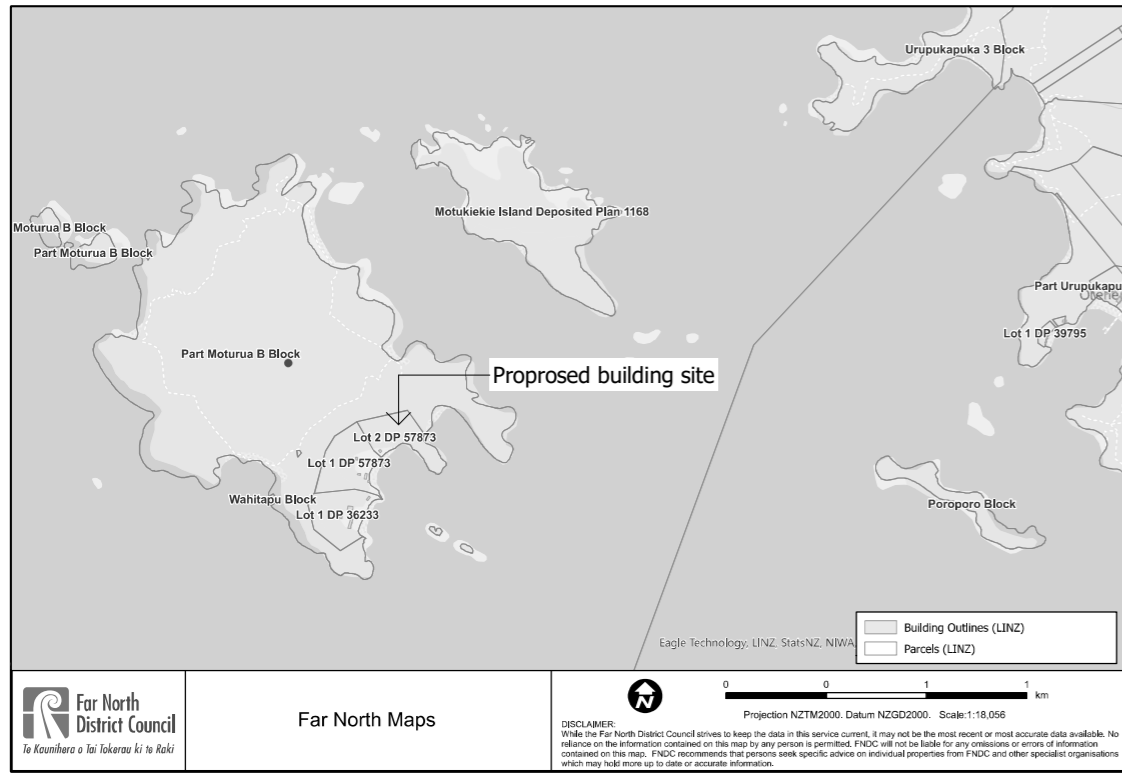 Urupukapuka 3 Block
Motukiekie Island Deposited Plan 1168
Moturua B Block
Part Moturua B Block
Part Urupukapu
Lot 1 DP 39795
Part Moturua B Block
Proprosed building site
Lot 2 DP 57873
Lot 1 DP 57873
Wahitapu Block
Lot 1 DP 36233
Poroporo Block
Eagle Technology, LINZ, StatsNZ, NIWA,
Building Outlines (LINZ)
Parcels (LINZ)
Far North
District Council
Te Kaunihera o Tai Tokerau ki te Raki
Far North Maps
N
0 0 1 1
km
Projection NZTM2000. Datum NZGD2000. Scale:1:18,056
DISCLAIMER:
While the Far North District Council strives to keep the data in this service current, it may not be the most recent or most accurate data available. No
reliance on the information contained on this map by any person is permitted. FNDC will not be liable for any omissions or errors of information
contained on this map. FNDC recommends that persons seek specific advice on individual properties from FNDC and other specialist organisations
which may hold more up to date or accurate information.